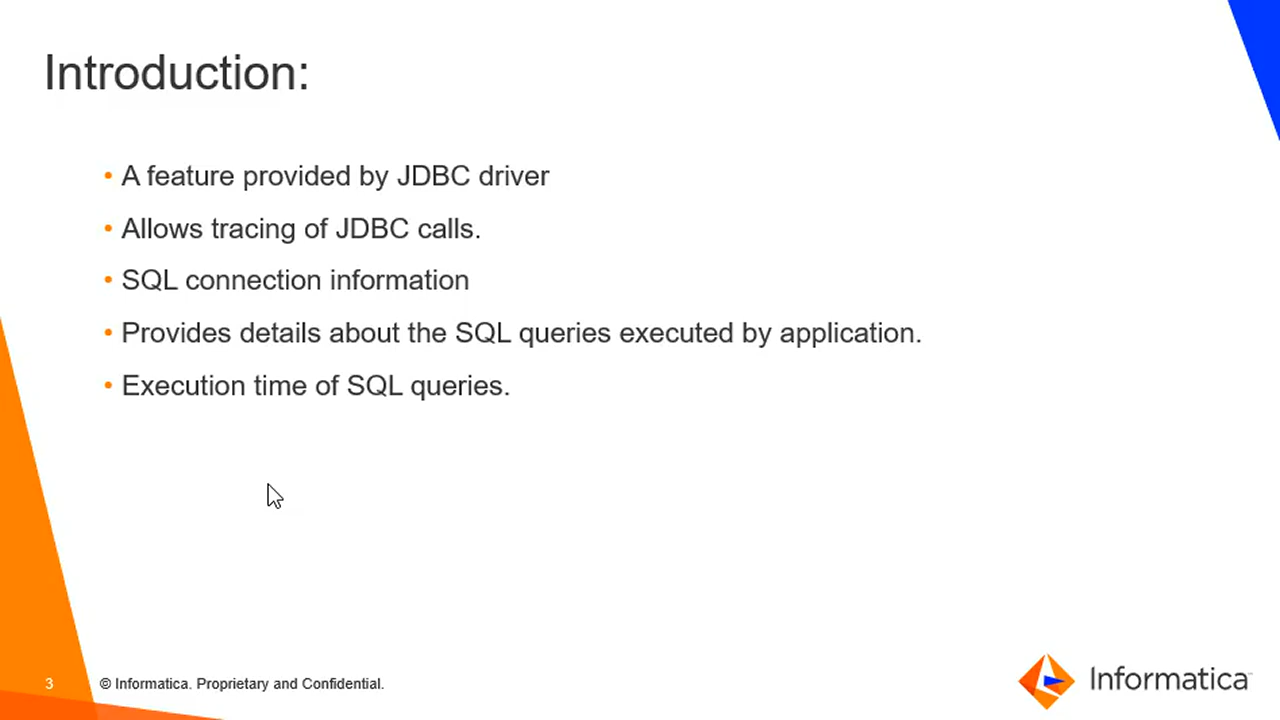 Introduction:
• A feature provided by JDBC driver
• Allows tracing of JDBC calls.
• SQL connection information
• Provides details about the SQL queries executed by application.
• Execution time of SQL queries.
3
© Informatica. Proprietary and Confidential.
Informatica